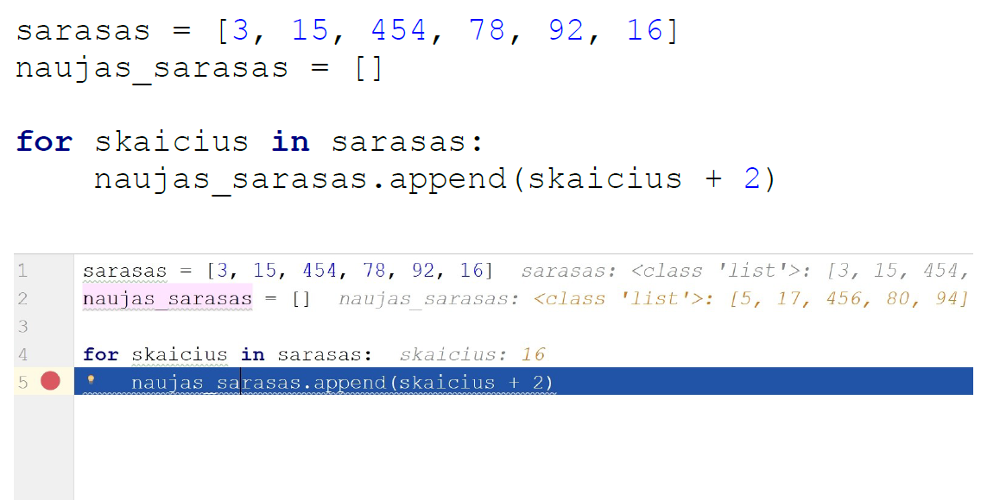 sarasas = [3, 15, 454, 78, 92, 16]
naujas_sarasas = []
for skaicius in sarasas:
    naujas_sarasas.append(skaicius + 2)
1 sarasas = [3, 15, 454, 78, 92, 16] sarasas: <class 'list'>: [3, 15, 454,
2 naujas_sarasas = [] naujas_sarasas: <class 'list'>: [5, 17, 456, 80, 94]
3
4 for skaicius in sarasas: skaicius: 16
5 naujas_sarasas.append(skaicius + 2)